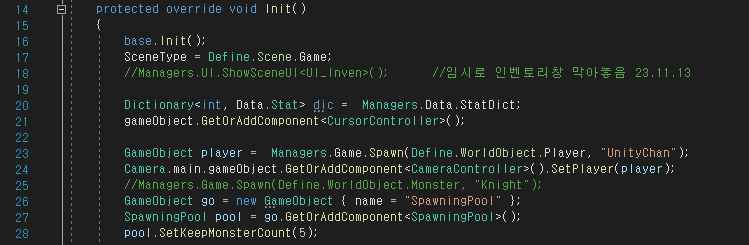 14 protected override void Init()
15 {
16 base.Init();
17 SceneType = Define.Scene.Game;
18 //Managers.UI.ShowSceneUI<UI_Inven>(); //임시로 인벤토리창 막아놓음 23.11.13
19
20 Dictionary<int, Data.Stat> dic = Managers.Data.StatDict;
21 gameObject.GetOrAddComponent<CursorController>();
22
23 GameObject player = Managers.Game.Spawn(Define.WorldObject.Player, "UnityChan");
24 Camera.main.gameObject.GetOrAddComponent<CameraController>().SetPlayer(player);
25 //Managers.Game.Spawn(Define.WorldObject.Monster, "Knight");
26 GameObject go = new GameObject { name = "SpawningPool" };
27 SpawningPool pool = go.GetOrAddComponent<SpawningPool>();
28 pool.SetKeepMonsterCount(5);